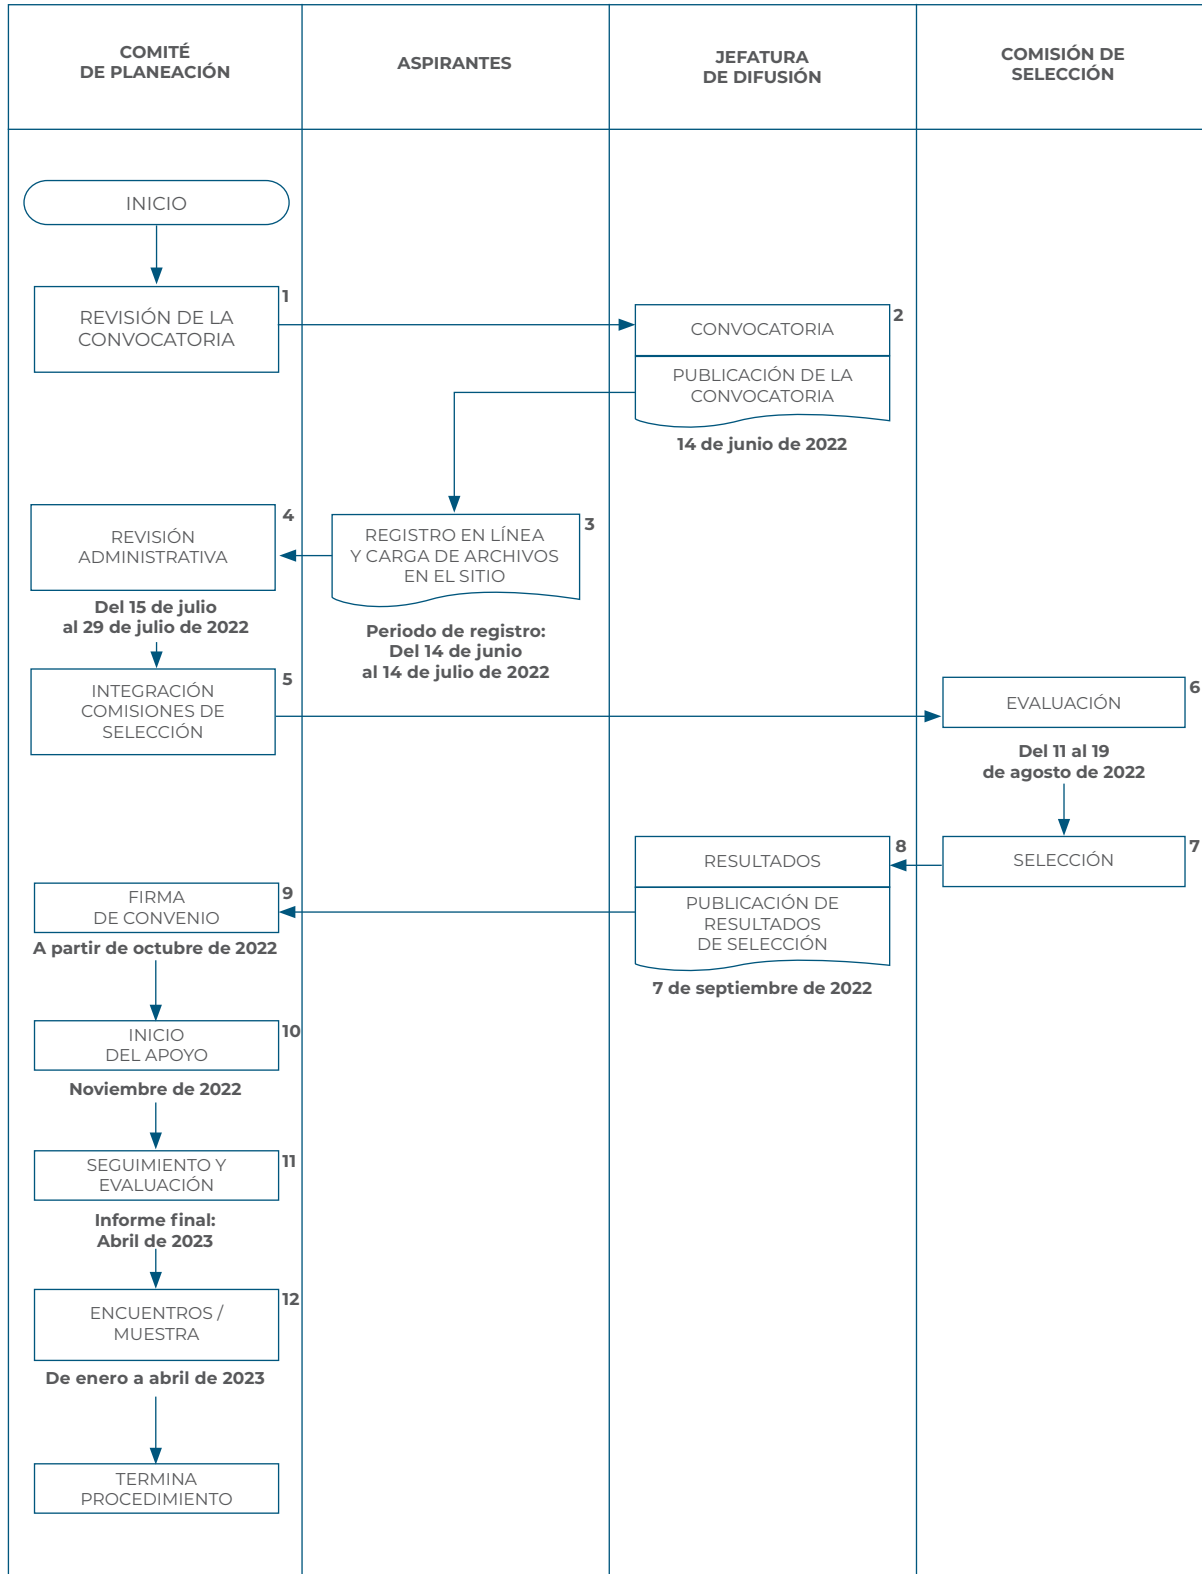 COMITÉ
DE PLANEACIÓN
ASPIRANTES
JEFATURA
DE DIFUSIÓN
COMISIÓN DE
SELECCIÓN
INICIO
1
REVISIÓN DE LA
CONVOCATORIA
2
CONVOCATORIA
PUBLICACIÓN DE LA
CONVOCATORIA
14 de junio de 2022
3
REGISTRO EN LÍNEA
Y CARGA DE ARCHIVOS
EN EL SITIO
Periodo de registro:
Del 14 de junio
al 14 de julio de 2022
4
REVISIÓN
ADMINISTRATIVA
Del 15 de julio
al 29 de julio de 2022
5
INTEGRACIÓN
COMISIONES DE
SELECCIÓN
6
EVALUACIÓN
Del 11 al 19
de agosto de 2022
7
SELECCIÓN
8
RESULTADOS
PUBLICACIÓN DE
RESULTADOS
DE SELECCIÓN
7 de septiembre de 2022
9
FIRMA
DE CONVENIO
A partir de octubre de 2022
10
INICIO
DEL APOYO
Noviembre de 2022
11
SEGUIMIENTO Y
EVALUACIÓN
Informe final:
Abril de 2023
12
ENCUENTROS /
MUESTRA
De enero a abril de 2023
TERMINA
PROCEDIMIENTO